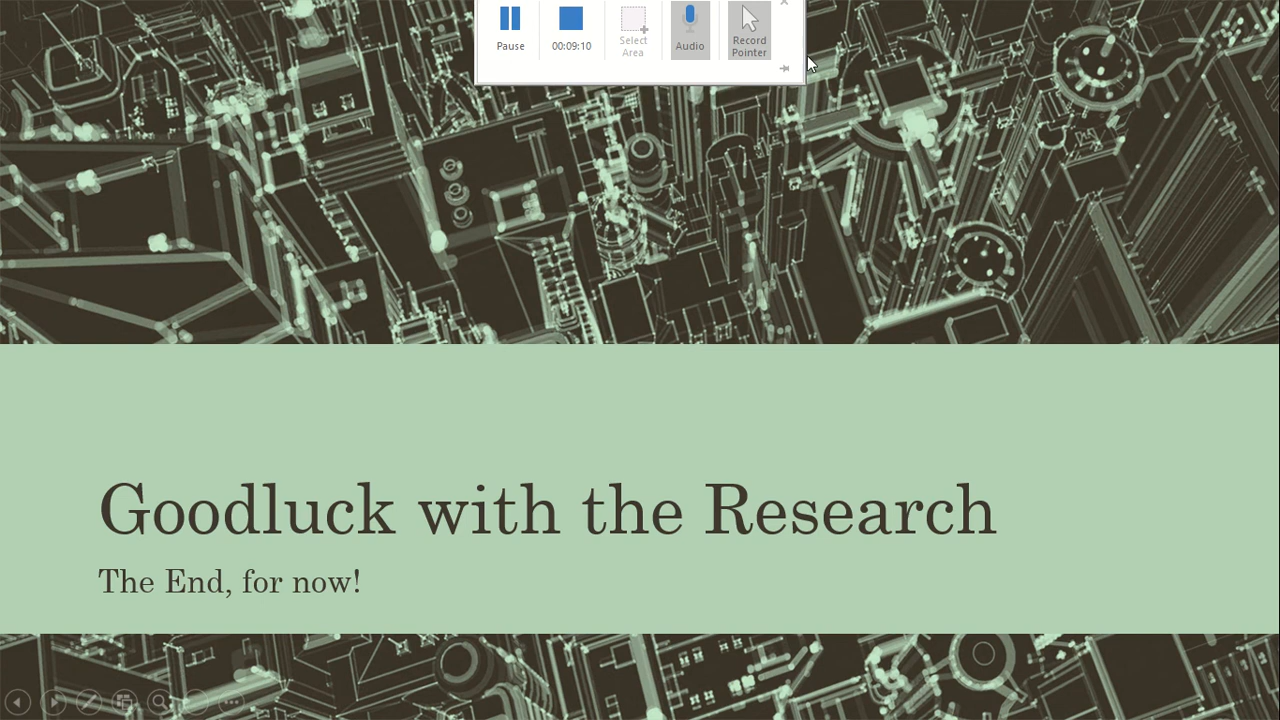 Pause
00:09:10
Select
Area
Audio
Record
Pointer
Goodluck with the Research
The End, for now!